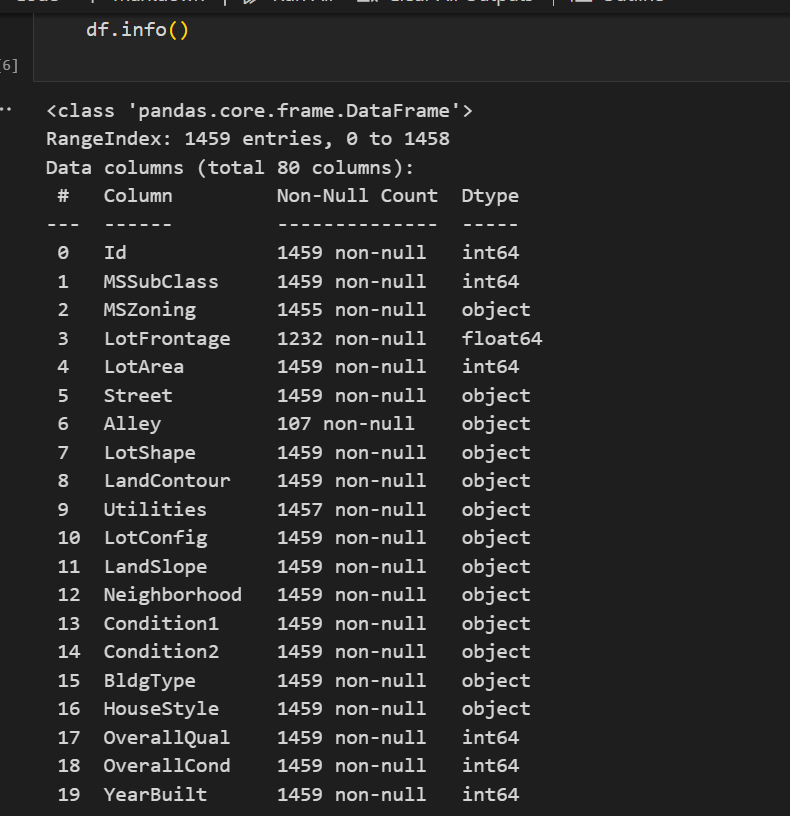 df.info()
[6]
<class 'pandas.core.frame.DataFrame'>
RangeIndex: 1459 entries, 0 to 1458
Data columns (total 80 columns):
 #   Column         Non-Null Count  Dtype
---  ------         --------------  -----
 0   Id             1459 non-null   int64
 1   MSSubClass     1459 non-null   int64
 2   MSZoning       1455 non-null   object
 3   LotFrontage    1232 non-null   float64
 4   LotArea        1459 non-null   int64
 5   Street         1459 non-null   object
 6   Alley          107 non-null    object
 7   LotShape       1459 non-null   object
 8   LandContour    1459 non-null   object
 9   Utilities      1457 non-null   object
 10  LotConfig      1459 non-null   object
 11  LandSlope      1459 non-null   object
 12  Neighborhood   1459 non-null   object
 13  Condition1     1459 non-null   object
 14  Condition2     1459 non-null   object
 15  BldgType       1459 non-null   object
 16  HouseStyle     1459 non-null   object
 17  OverallQual    1459 non-null   int64
 18  OverallCond    1459 non-null   int64
 19  YearBuilt      1459 non-null   int64